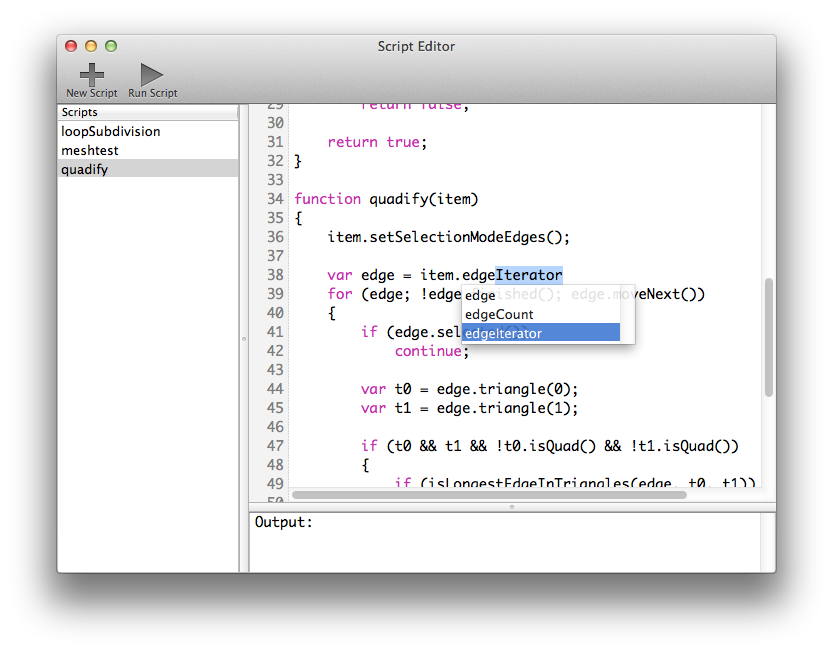 Script Editor
New Script Run Script
Scripts
loopSubdivision
meshtest
quadify
29 return false;
30
31 return true;
32 }
33
34 function quadify(item)
35 {
36 item.setSelectionModeEdges();
37
38 var edge = item.edgeIterator
39 for (edge; !edge ished(); edge.moveNext())
40 {
41 if (edge.sel
42 continue;
43
44 var t0 = edge.triangle(0);
45 var t1 = edge.triangle(1);
46
47 if (t0 && t1 && !t0.isQuad() && !t1.isQuad())
48 {
49 if (isLongestEdgeInTriangles(edge, t0, t1))
50
edge
edgeCount
edgeIterator
Output: